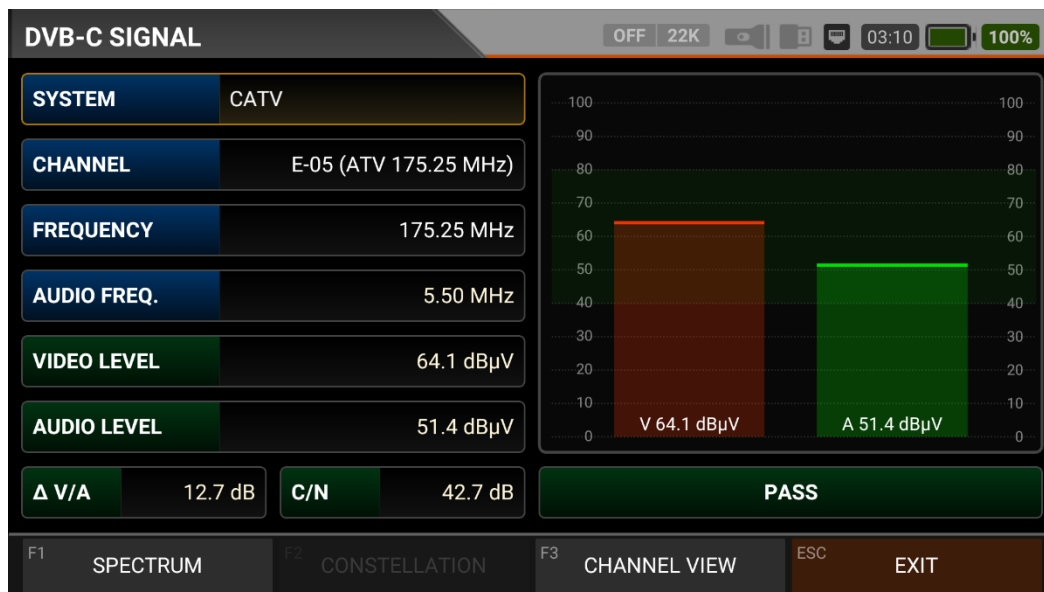 DVB-C SIGNAL
OFF 22K 03:10 100%
SYSTEM CATV
CHANNEL E-05 (ATV 175.25 MHz)
FREQUENCY 175.25 MHz
AUDIO FREQ. 5.50 MHz
VIDEO LEVEL 64.1 dBµV
AUDIO LEVEL 51.4 dBµV
Δ V/A 12.7 dB C/N 42.7 dB
100 100
90 90
80 80
70 70
60 60
50 50
40 40
30 30
20 20
10 10
V 64.1 dBµV A 51.4 dBµV
0 0
PASS
F1 SPECTRUM F2 CONSTELLATION F3 CHANNEL VIEW ESC EXIT